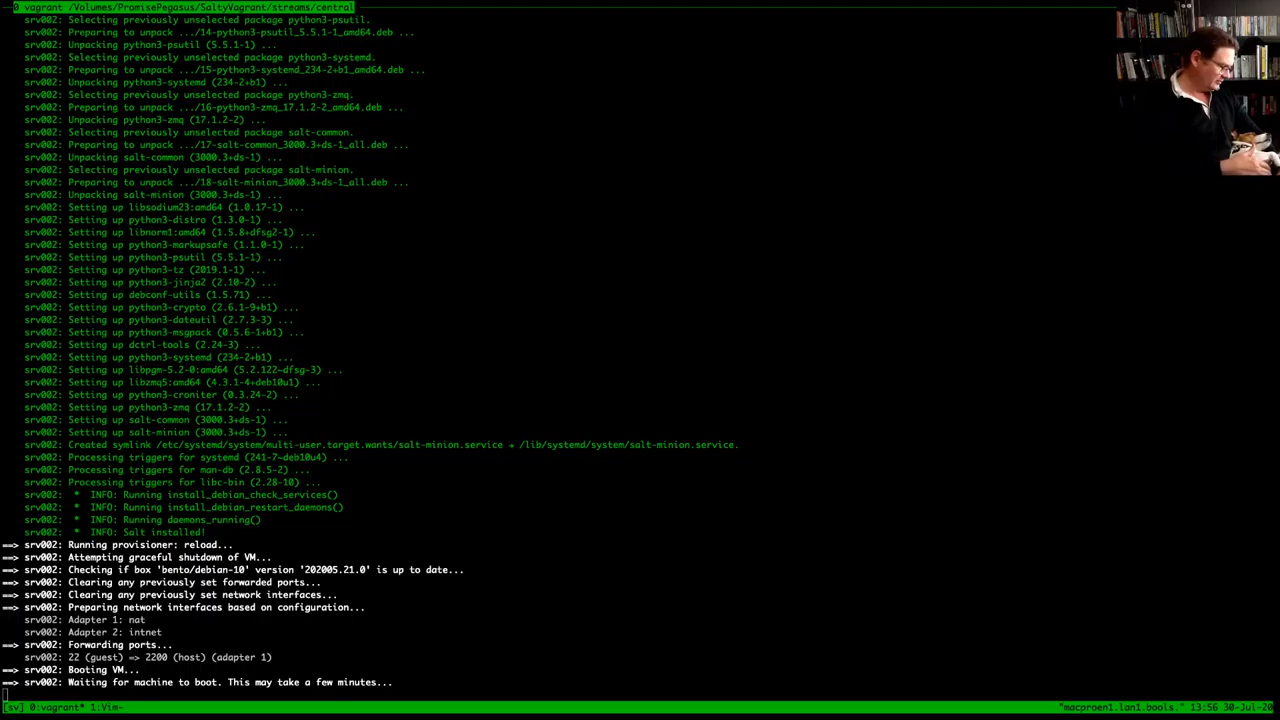 0 vagrant /Volumes/PromisePegasus/SaltyVagrant/streams/central
srv002: Selecting previously unselected package python3-psutil.
srv002: Preparing to unpack .../14-python3-psutil_5.5.1-1_amd64.deb ...
srv002: Unpacking python3-psutil (5.5.1-1) ...
srv002: Selecting previously unselected package python3-systemd.
srv002: Preparing to unpack .../15-python3-systemd_234-2+b1_amd64.deb ...
srv002: Unpacking python3-systemd (234-2+b1) ...
srv002: Selecting previously unselected package python3-zmq.
srv002: Preparing to unpack .../16-python3-zmq_17.1.2-2_amd64.deb ...
srv002: Unpacking python3-zmq (17.1.2-2) ...
srv002: Selecting previously unselected package salt-common.
srv002: Preparing to unpack .../17-salt-common_3000.3+ds-1_all.deb ...
srv002: Unpacking salt-common (3000.3+ds-1) ...
srv002: Selecting previously unselected package salt-minion.
srv002: Preparing to unpack .../18-salt-minion_3000.3+ds-1_all.deb ...
srv002: Unpacking salt-minion (3000.3+ds-1) ...
srv002: Setting up libsodium23:amd64 (1.0.17-1) ...
srv002: Setting up python3-distro (1.3.0-1) ...
srv002: Setting up libnorm1:amd64 (1.5.8+dfsg2-1) ...
srv002: Setting up python3-markupsafe (1.1.0-1) ...
srv002: Setting up python3-psutil (5.5.1-1) ...
srv002: Setting up python3-tz (2019.1-1) ...
srv002: Setting up python3-jinja2 (2.10-2) ...
srv002: Setting up debconf-utils (1.5.71) ...
srv002: Setting up python3-crypto (2.6.1-9+b1) ...
srv002: Setting up python3-dateutil (2.7.3-3) ...
srv002: Setting up python3-msgpack (0.5.6-1+b1) ...
srv002: Setting up dctrl-tools (2.24-3) ...
srv002: Setting up python3-systemd (234-2+b1) ...
srv002: Setting up libpgm-5.2-0:amd64 (5.2.122~dfsg-3) ...
srv002: Setting up libzmq5:amd64 (4.3.1-4+deb10u1) ...
srv002: Setting up python3-croniter (0.3.24-2) ...
srv002: Setting up python3-zmq (17.1.2-2) ...
srv002: Setting up salt-common (3000.3+ds-1) ...
srv002: Setting up salt-minion (3000.3+ds-1) ...
srv002: Created symlink /etc/systemd/system/multi-user.target.wants/salt-minion.service → /lib/systemd/system/salt-minion.service.
srv002: Processing triggers for systemd (241-7~deb10u4) ...
srv002: Processing triggers for man-db (2.8.5-2) ...
srv002: Processing triggers for libc-bin (2.28-10) ...
srv002:  *  INFO: Running install_debian_check_services()
srv002:  *  INFO: Running install_debian_restart_daemons()
srv002:  *  INFO: Running daemons_running()
srv002:  *  INFO: Salt installed!
==> srv002: Running provisioner: reload...
==> srv002: Attempting graceful shutdown of VM...
==> srv002: Checking if box 'bento/debian-10' version '202005.21.0' is up to date...
==> srv002: Clearing any previously set forwarded ports...
==> srv002: Clearing any previously set network interfaces...
==> srv002: Preparing network interfaces based on configuration...
srv002: Adapter 1: nat
srv002: Adapter 2: intnet
==> srv002: Forwarding ports...
srv002: 22 (guest) => 2200 (host) (adapter 1)
==> srv002: Booting VM...
==> srv002: Waiting for machine to boot. This may take a few minutes...
[sv] 0:vagrant* 1:Vim- "macproen1.lan1.bools." 13:56 30-Jul-20